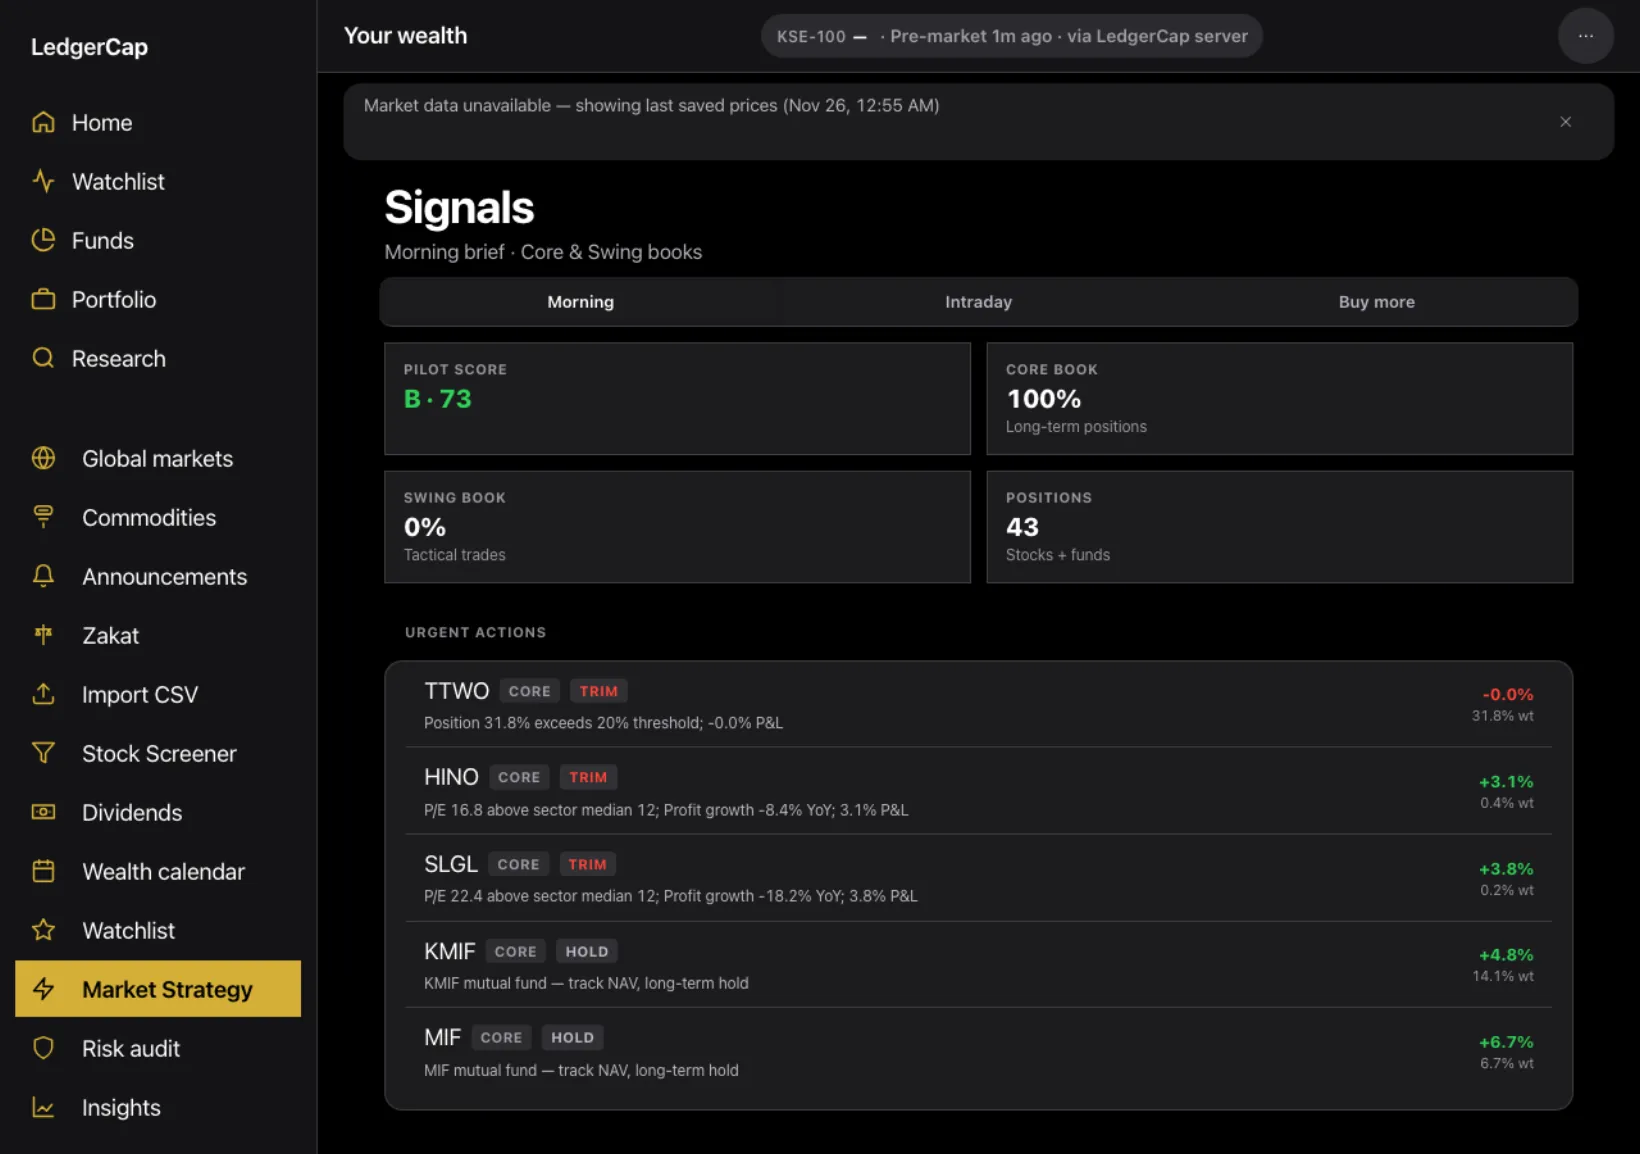 LedgerCap
Home
Watchlist
Funds
Portfolio
Research
Global markets
Commodities
Announcements
Zakat
Import CSV
Stock Screener
Dividends
Wealth calendar
Watchlist
Market Strategy
Risk audit
Insights
Your wealth
KSE-100 — · Pre-market 1m ago · via LedgerCap server
...
Market data unavailable — showing last saved prices (Nov 26, 12:55 AM)
×
Signals
Morning brief · Core & Swing books
Morning Intraday Buy more
PILOT SCORE
B · 73
CORE BOOK
100%
Long-term positions
SWING BOOK
0%
Tactical trades
POSITIONS
43
Stocks + funds
URGENT ACTIONS
TTWO CORE TRIM
Position 31.8% exceeds 20% threshold; -0.0% P&L
-0.0%
31.8% wt
HINO CORE TRIM
P/E 16.8 above sector median 12; Profit growth -8.4% YoY; 3.1% P&L
+3.1%
0.4% wt
SLGL CORE TRIM
P/E 22.4 above sector median 12; Profit growth -18.2% YoY; 3.8% P&L
+3.8%
0.2% wt
KMIF CORE HOLD
KMIF mutual fund — track NAV, long-term hold
+4.8%
14.1% wt
MIF CORE HOLD
MIF mutual fund — track NAV, long-term hold
+6.7%
6.7% wt